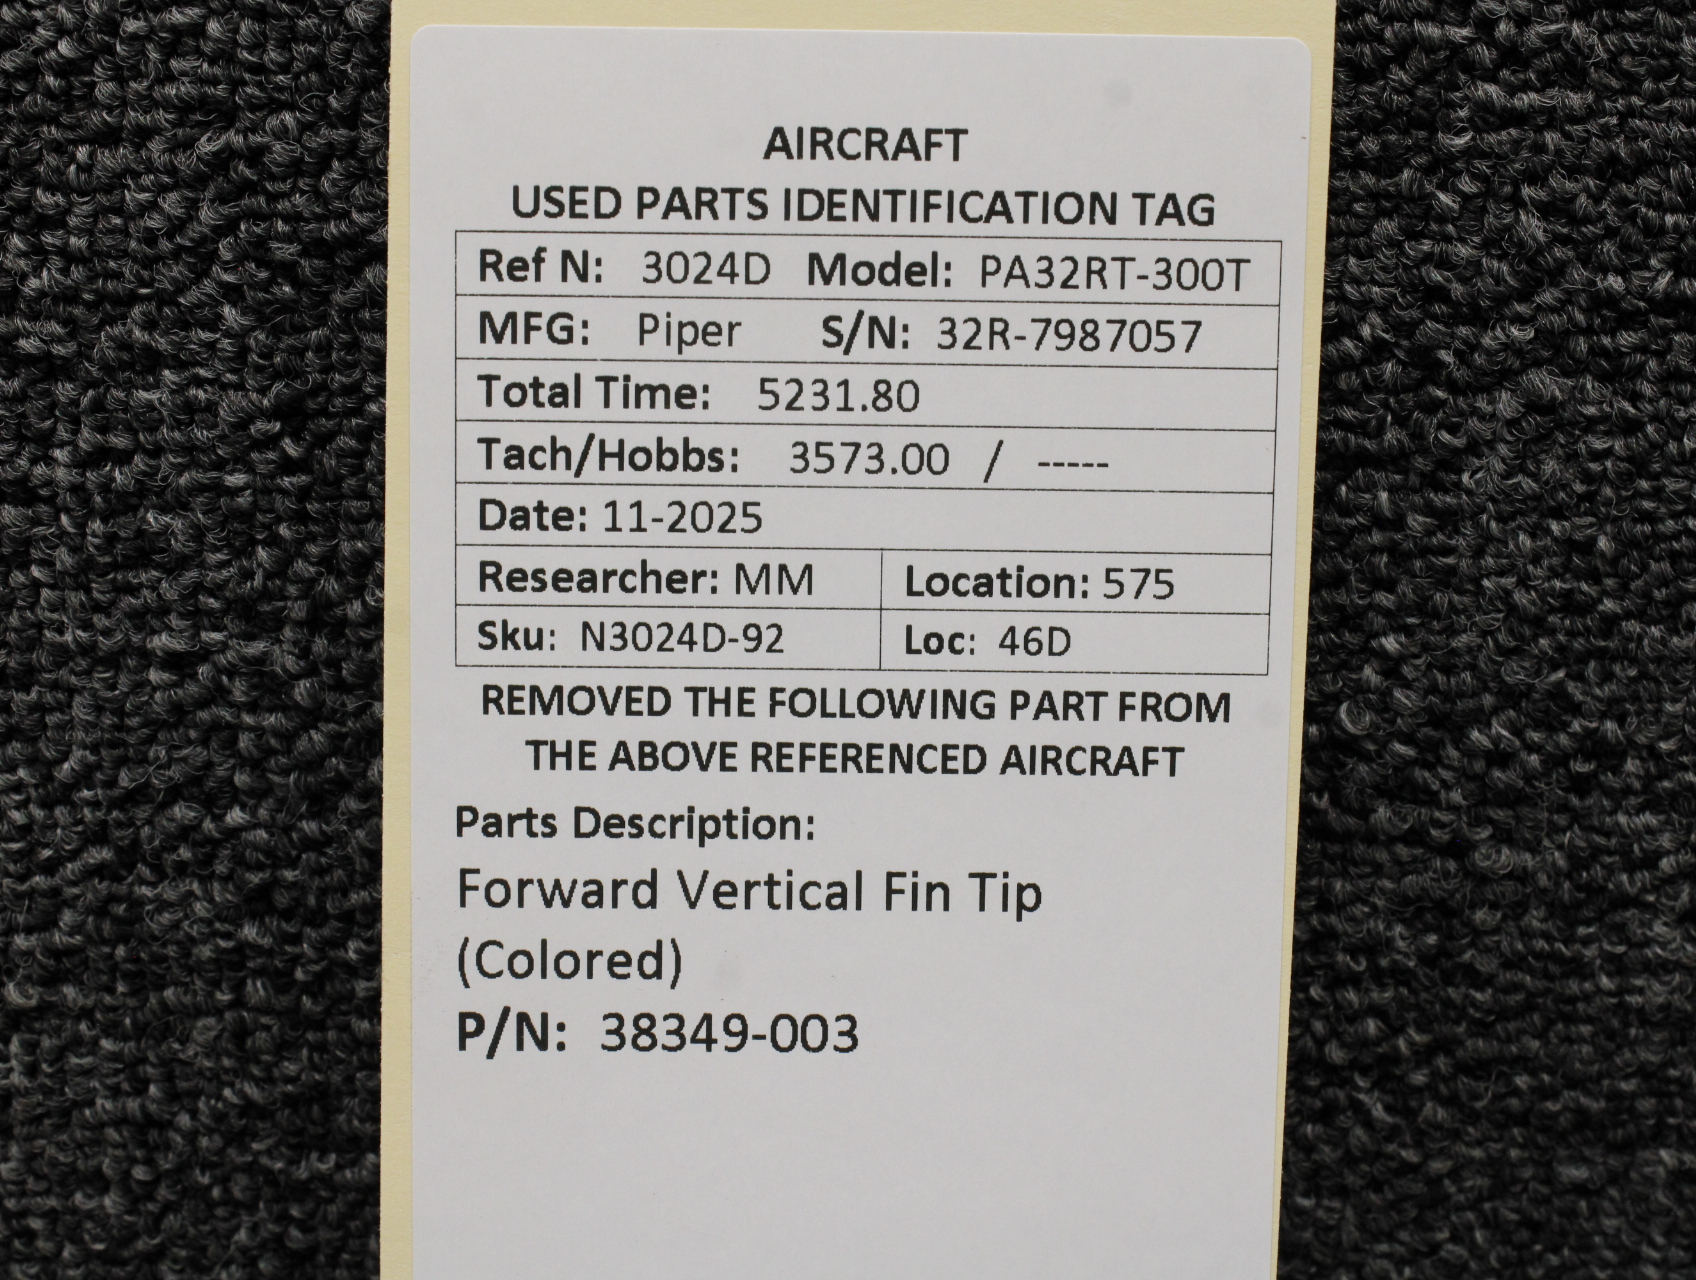 AIRCRAFT
USED PARTS IDENTIFICATION TAG
Ref N: 3024D Model: PA32RT-300T
MFG: Piper S/N: 32R-7987057
Total Time: 5231.80
Tach/Hobbs: 3573.00 / -----
Date: 11-2025
Researcher: MM Location: 575
Sku: N3024D-92 Loc: 46D
REMOVED THE FOLLOWING PART FROM
THE ABOVE REFERENCED AIRCRAFT
Parts Description:
Forward Vertical Fin Tip
(Colored)
P/N: 38349-003